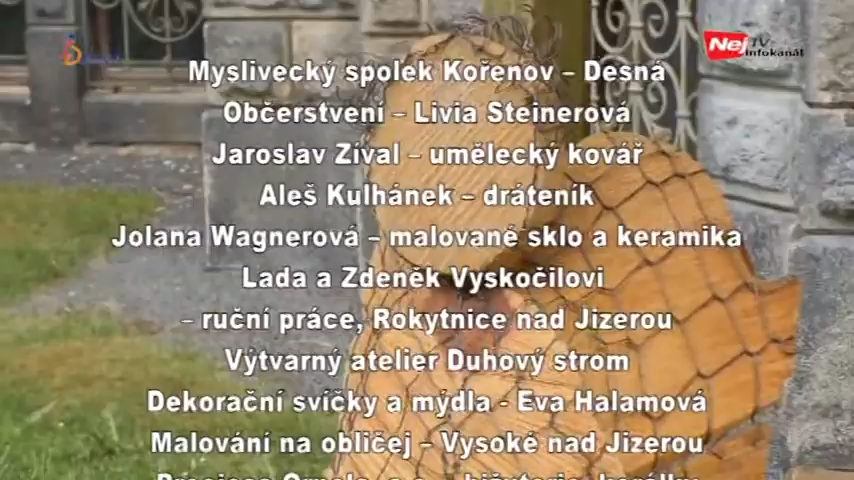 Nej TV-
infokanál
Myslivecký spolek Kořenov – Desná
Občerstvení – Livia Steinerová
Jaroslav Zíval – umělecký kovář
Aleš Kulhánek – dráteník
Jolana Wagnerová – malované sklo a keramika
Lada a Zdeněk Vyskočilovi
– ruční práce, Rokytnice nad Jizerou
Výtvarný atelier Duhový strom
Dekorační svíčky a mýdla - Eva Halamová
Malování na obličej – Vysoké nad Jizerou